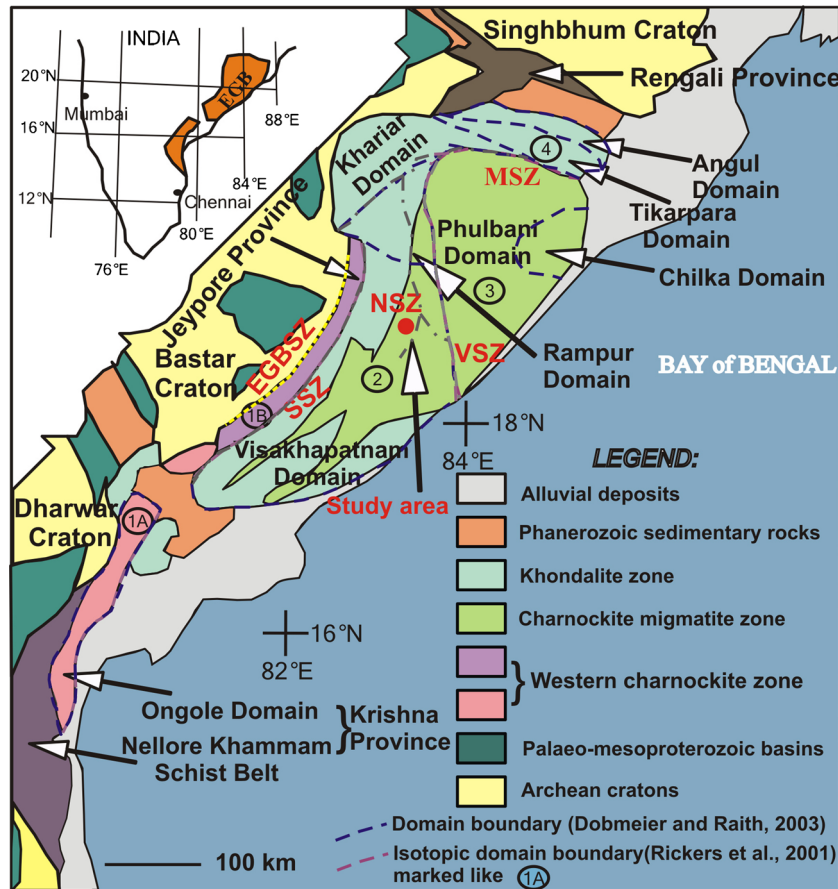 INDIA
20°N
Mumbai
16°N
12°N
ECB
88°E
84°E
Chennai
80°E
76°E
Singhbhum Craton
Rengali Province
Khariar
Domain
4
Angul
Domain
MSZ
Tikarpara
Domain
Phulbani
Domain
Chilka Domain
3
Jeypore Province
NSZ
Bastar
Craton
EGBSZ
SSZ
VSZ
Rampur
Domain
BAY of BENGAL
2
1B
18°N
84°E
Visakhapatnam
Domain
Study area
Dharwar
Craton
1A
16°N
82°E
Ongole Domain
Nellore Khammam
Schist Belt
Krishna
Province
LEGEND:
Alluvial deposits
Phanerozoic sedimentary rocks
Khondalite zone
Charnockite migmatite zone
Western charnockite zone
Palaeo-mesoproterozoic basins
Archean cratons
Domain boundary (Dobmeier and Raith, 2003)
Isotopic domain boundary(Rickers et al., 2001)
marked like 1A
100 km